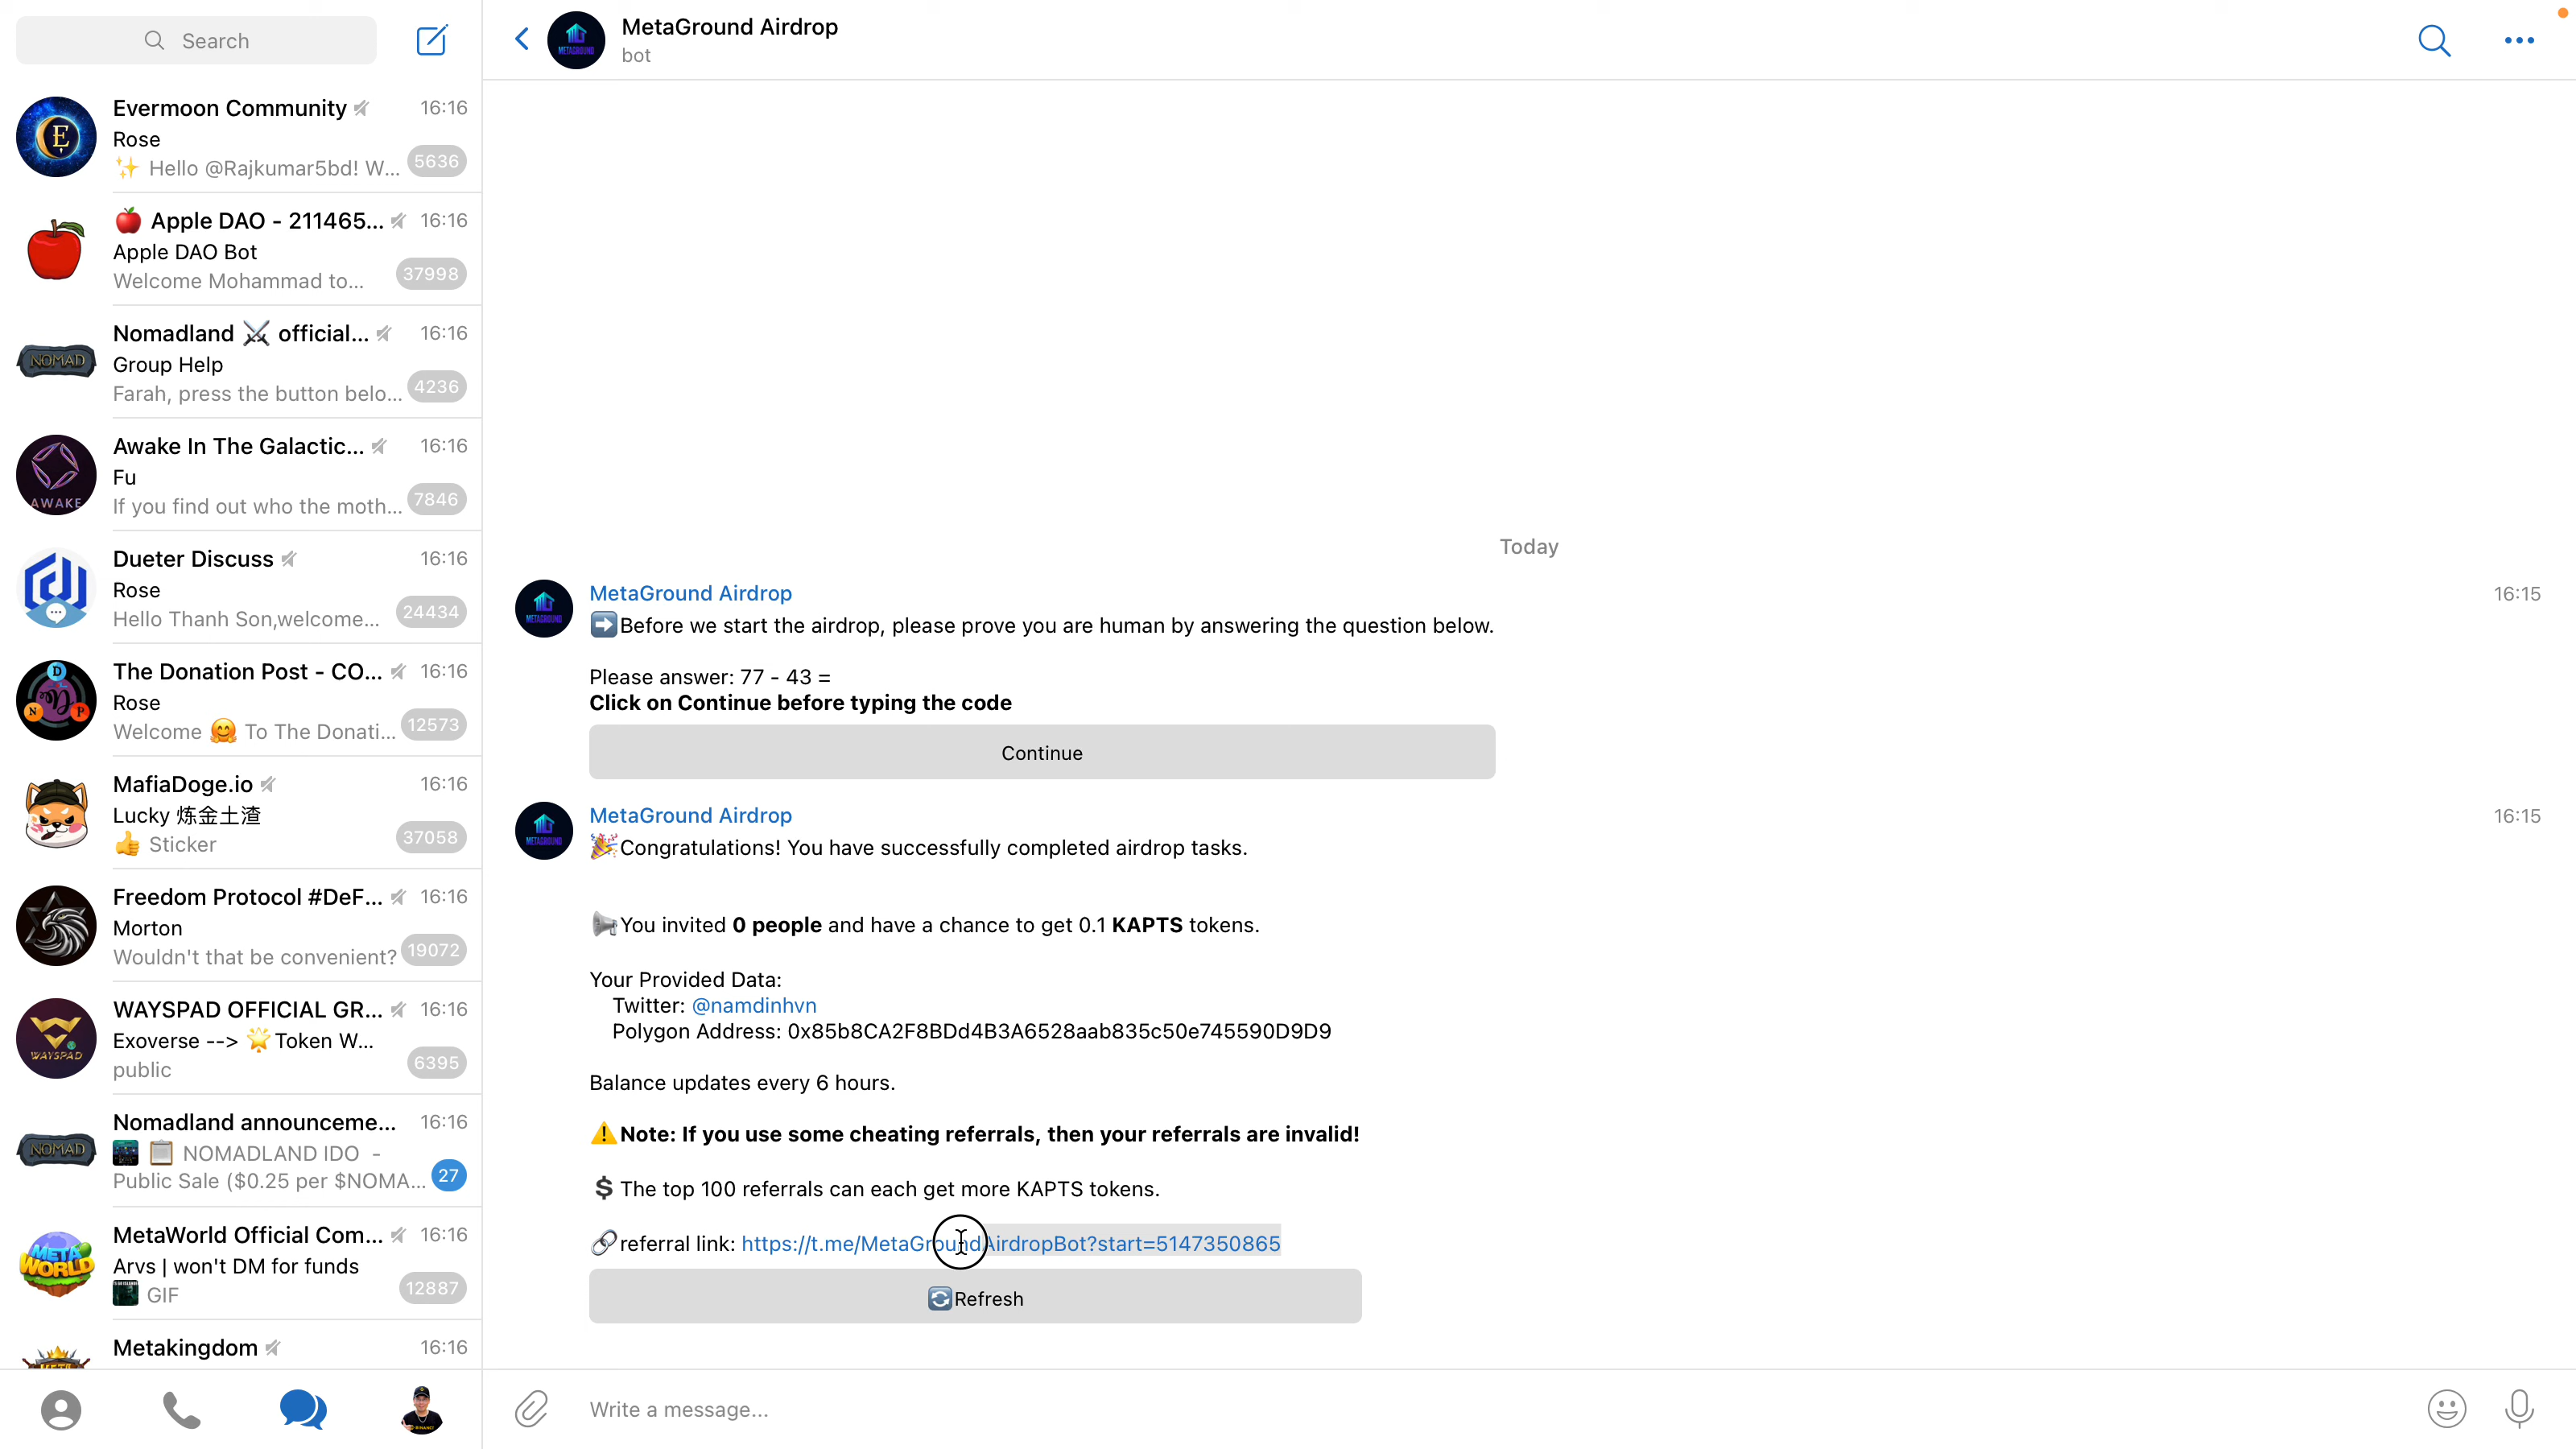 Search
Evermoon Community 16:16
Rose
✨ Hello @Rajkumar5bd! W... 5636
🍎 Apple DAO - 211465... 16:16
Apple DAO Bot
Welcome Mohammad to... 37998
Nomadland ⚔️ official... 16:16
Group Help
Farah, press the button belo... 4236
Awake In The Galactic... 16:16
Fu
If you find out who the moth... 7846
AWAKE
Dueter Discuss 16:16
Rose
Hello Thanh Son,welcome... 24434
The Donation Post - CO... 16:16
Rose
Welcome 🤗 To The Donati... 12573
MafiaDoge.io 16:16
Lucky 炼金土渣
👍 Sticker 37058
Freedom Protocol #DeF... 16:16
Morton
Wouldn't that be convenient? 19072
WAYSPAD OFFICIAL GR... 16:16
Exoverse --> 🌟Token W...
public 6395
WAYSPAD
Nomadland announceme... 16:16
NOMAD
📋 NOMADLAND IDO -
Public Sale ($0.25 per $NOMA... 27
MetaWorld Official Com... 16:16
META WORLD
Arvs | won't DM for funds
GIF 12887
Metakingdom 16:16
MetaGround Airdrop
bot
Today
MetaGround Airdrop 16:15
➡️Before we start the airdrop, please prove you are human by answering the question below.
Please answer: 77 - 43 =
Click on Continue before typing the code
Continue
MetaGround Airdrop 16:15
🎉Congratulations! You have successfully completed airdrop tasks.
📢You invited 0 people and have a chance to get 0.1 KAPTS tokens.
Your Provided Data:
Twitter: @namdinhvn
Polygon Address: 0x85b8CA2F8BDd4B3A6528aab835c50e745590D9D9
Balance updates every 6 hours.
⚠️Note: If you use some cheating referrals, then your referrals are invalid!
💲The top 100 referrals can each get more KAPTS tokens.
🔗referral link: https://t.me/MetaGroundAirdropBot?start=5147350865
🔄Refresh
Write a message...